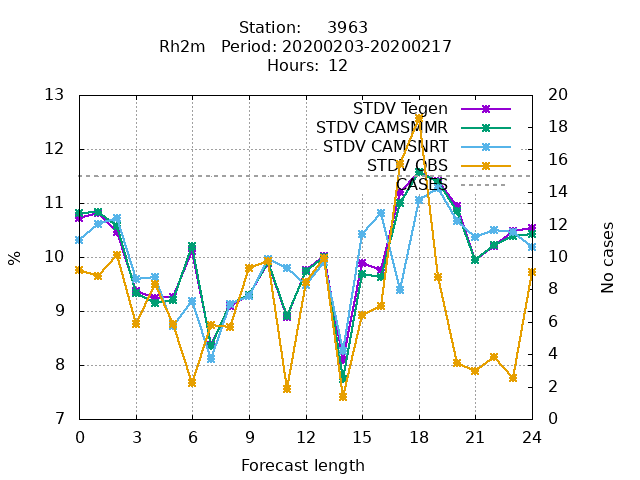 Station: 3963
Rh2m Period: 20200203-20200217
Hours: 12
STDV Tegen
STDV CAMSMMR
STDV CAMSNRT
STDV OBS
CASES
%
7
8
9
10
11
12
13
No cases
0
2
4
6
8
10
12
14
16
18
20
0 3 6 9 12 15 18 21 24
Forecast length